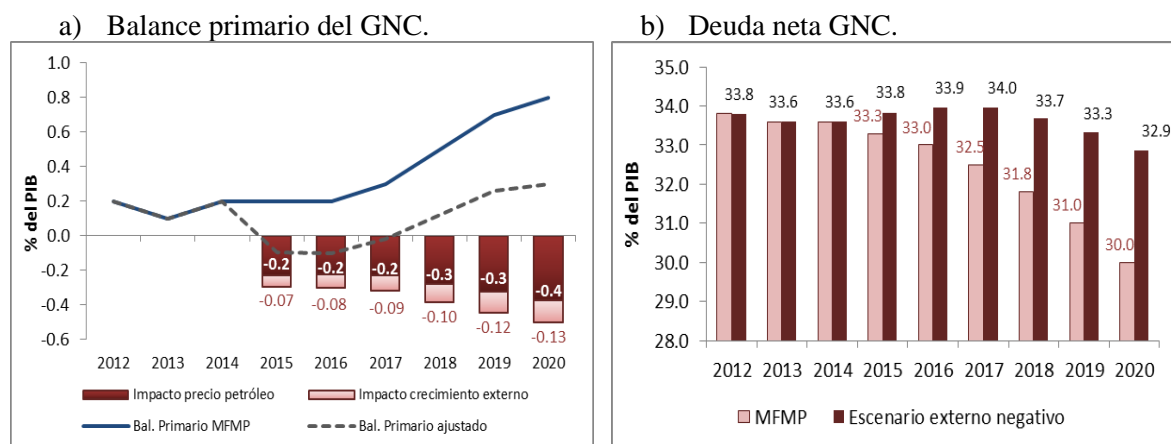 a) Balance primario del GNC.
% del PIB
1.0
0.8
0.6
0.4
0.2
0.0
-0.2
-0.4
-0.6
-0.2 -0.2 -0.2 -0.3 -0.3 -0.4
-0.07 -0.08 -0.09 -0.10 -0.12 -0.13
2012 2013 2014 2015 2016 2017 2018 2019 2020
Impacto precio petróleo Impacto crecimiento externo
Bal. Primario MFMP Bal. Primario ajustado
b) Deuda neta GNC.
% del PIB
35.0
34.0
33.0
32.0
31.0
30.0
29.0
28.0
33.8 33.6 33.6 33.8 33.9 34.0 33.7 33.3 32.9
33.3 33.0 32.5 31.8 31.0 30.0
2012 2013 2014 2015 2016 2017 2018 2019 2020
MFMP Escenario externo negativo